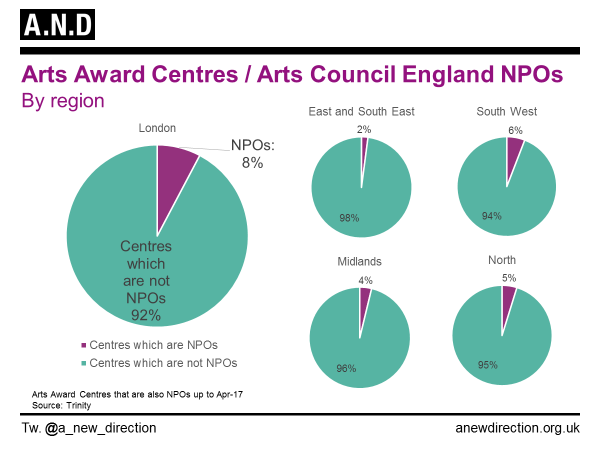 A.N.D
Arts Award Centres / Arts Council England NPOs
By region
London
NPOs:
8%
Centres
which
are not
NPOs
92%
East and South East
2%
98%
South West
6%
94%
Midlands
4%
96%
North
5%
95%
Centres which are NPOs
Centres which are not NPOs
Arts Award Centres that are also NPOs up to Apr-17
Source: Trinity
Tw. @a_new_direction
anewdirection.org.uk